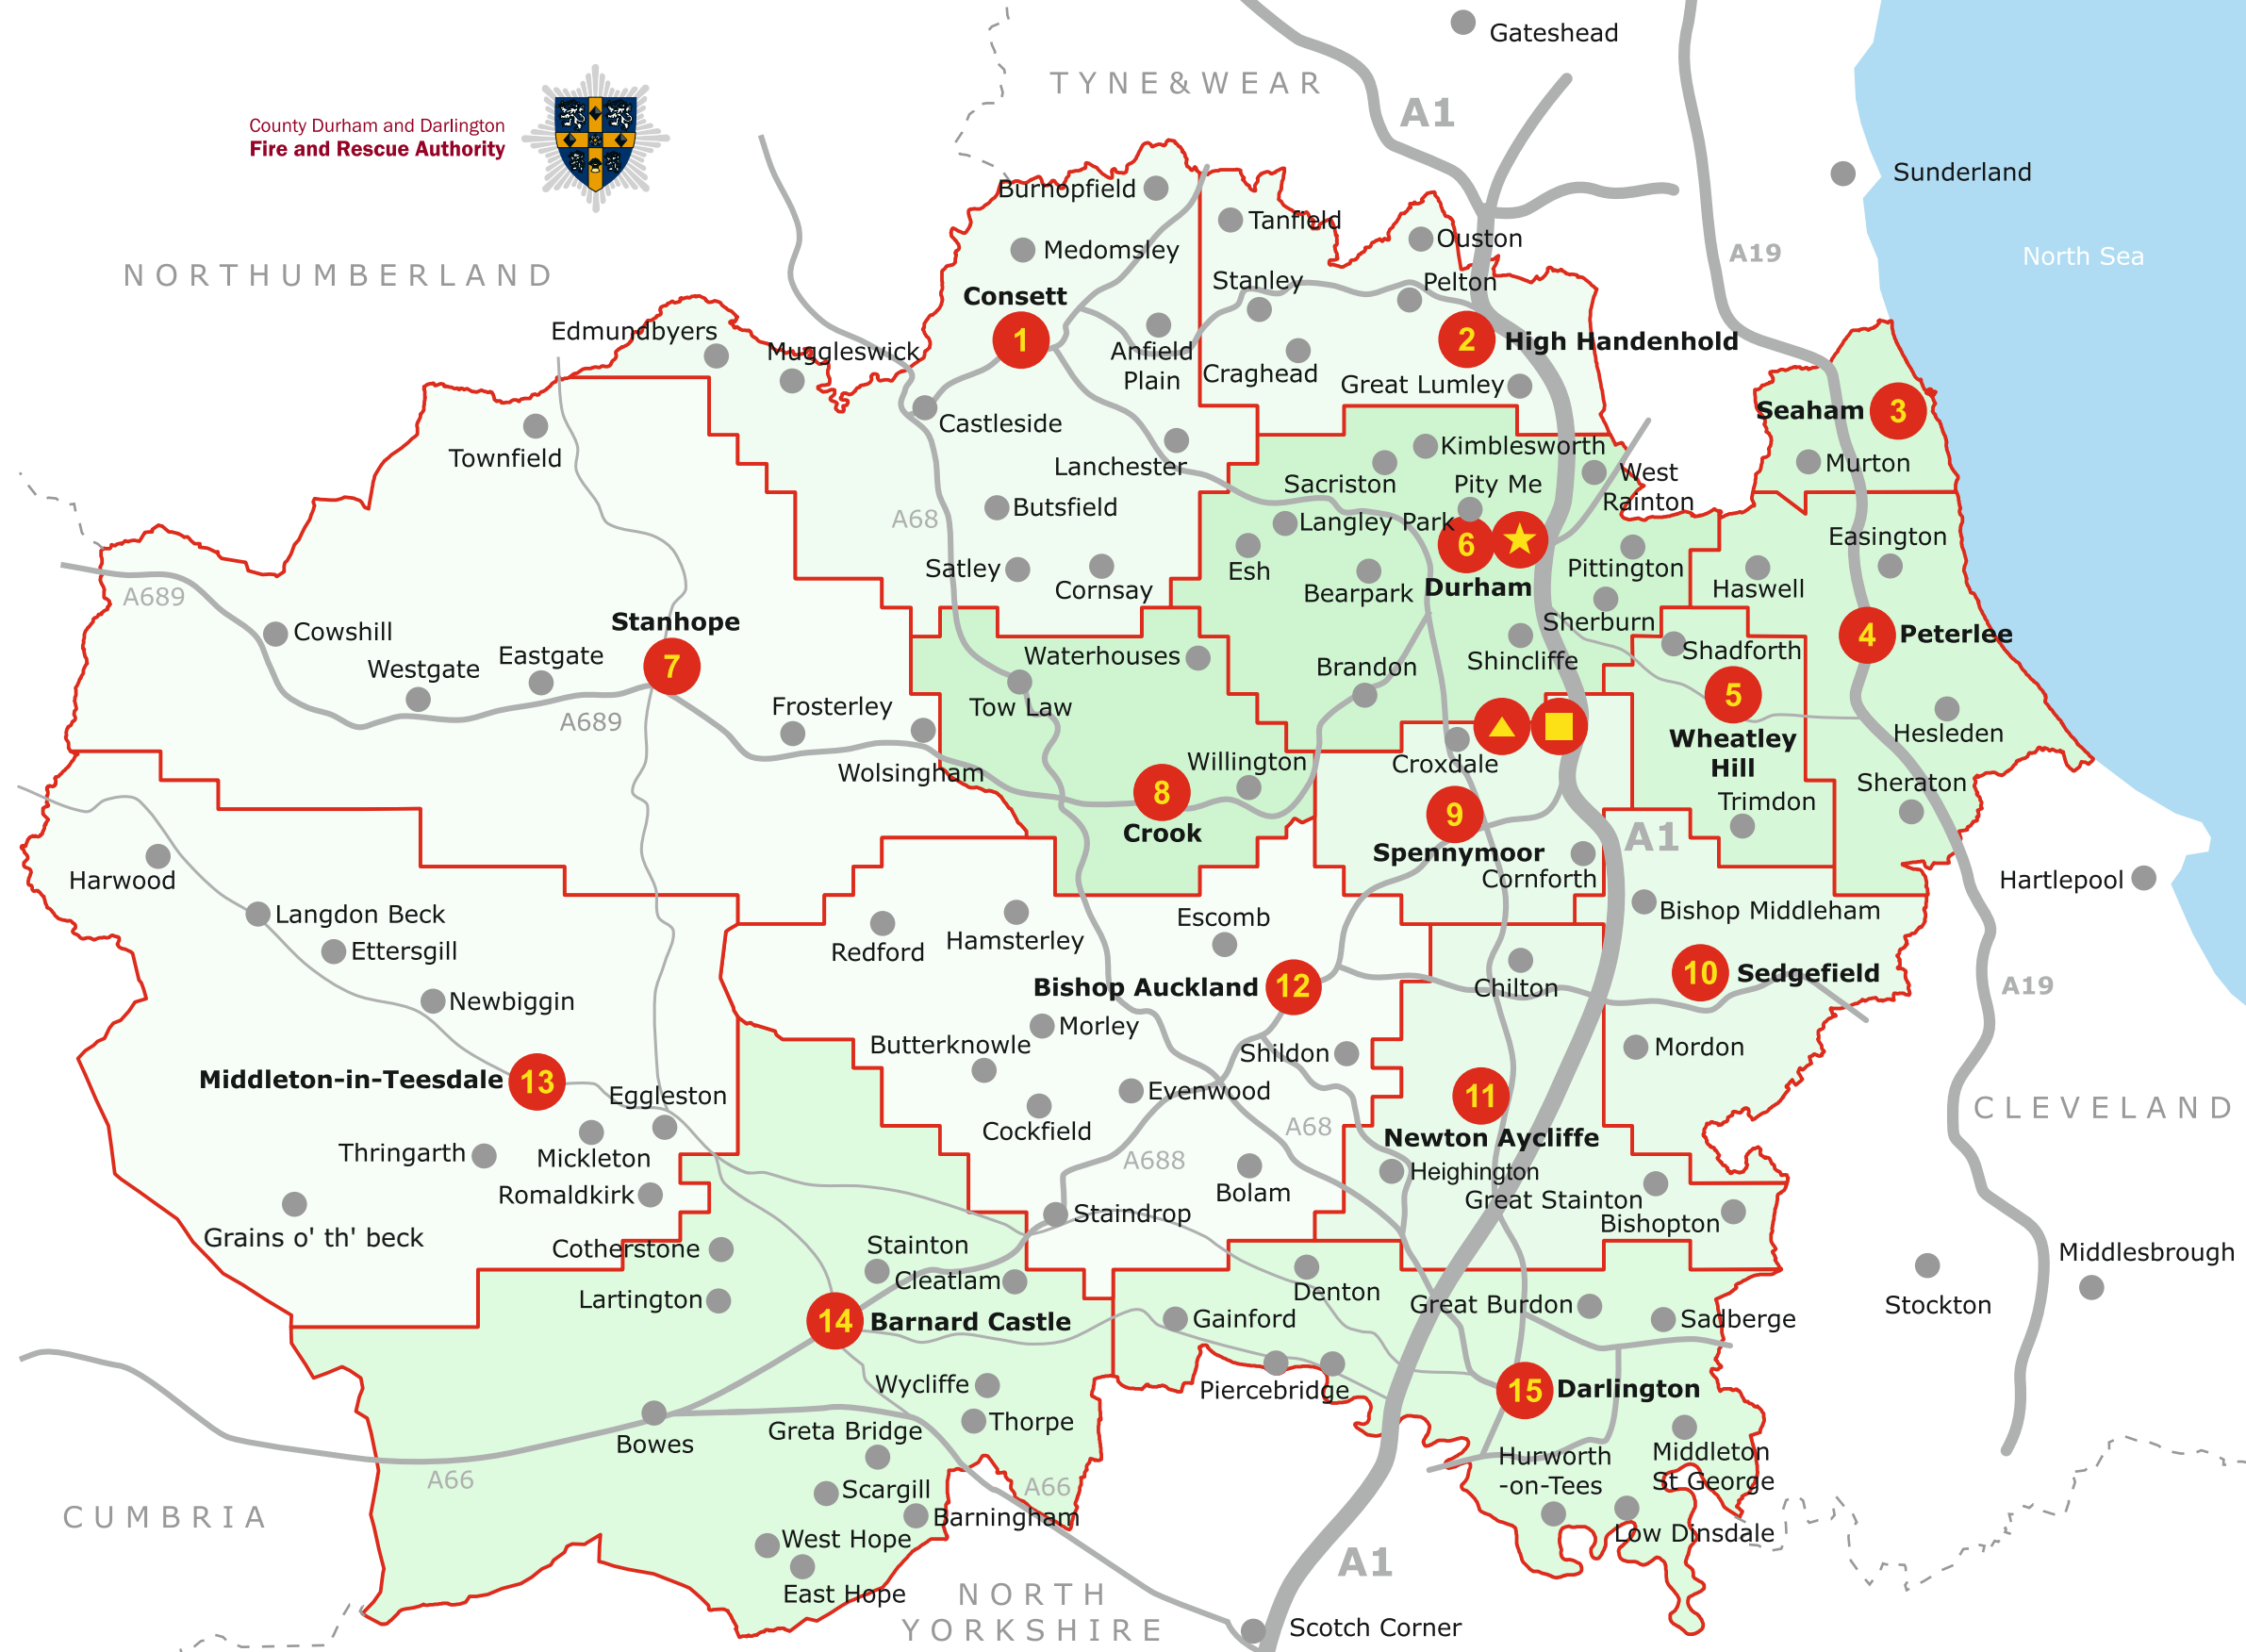 Gateshead
TYNE&WEAR
A1
County Durham and Darlington
Fire and Rescue Authority
Sunderland
Burnopfield
Tanfield
Ouston
A19
North Sea
Medomsley
NORTHUMBERLAND
Stanley
Pelton
Consett
Edmundbyers
1
2
High Handenhold
Muggleswick
Anfield
Plain
Craghead
Great Lumley
Seaham
3
Castleside
Townfield
Lanchester
Kimblesworth
Murton
Sacriston
Pity Me
West
Rainton
Butsfield
A68
Langley Park
Easington
6
Satley
Esh
Pittington
Cornsay
Bearpark
Durham
Haswell
A689
Stanhope
Sherburn
Cowshill
4
Peterlee
Westgate
Eastgate
7
Waterhouses
Brandon
Shincliffe
Shadforth
5
Frosterley
Tow Law
A689
Hesleden
Wheatley
Hill
Wolsingham
Willington
Croxdale
Sheraton
8
Trimdon
9
Crook
A1
Spennymoor
Harwood
Cornforth
Hartlepool
Langdon Beck
Escomb
Bishop Middleham
Redford
Hamsterley
Ettersgill
10
Sedgefield
Bishop Auckland
12
Chilton
A19
Newbiggin
Morley
Butterknowle
Shildon
Mordon
Middleton-in-Teesdale
13
Eggleston
Evenwood
11
CLEVELAND
Cockfield
A68
Newton Aycliffe
Thringarth
Mickleton
A688
Heighington
Romaldkirk
Bolam
Great Stainton
Staindrop
Bishopton
Grains o' th' beck
Cotherstone
Stainton
Middlesbrough
Cleatlam
Denton
Lartington
Great Burdon
Stockton
14
Barnard Castle
Gainford
Sadberge
Wycliffe
Piercebridge
15
Darlington
Thorpe
Greta Bridge
Bowes
Hurworth
-on-Tees
Middleton
St George
A66
Scargill
A66
CUMBRIA
Barningham
West Hope
Low Dinsdale
A1
East Hope
NORTH
YORKSHIRE
Scotch Corner